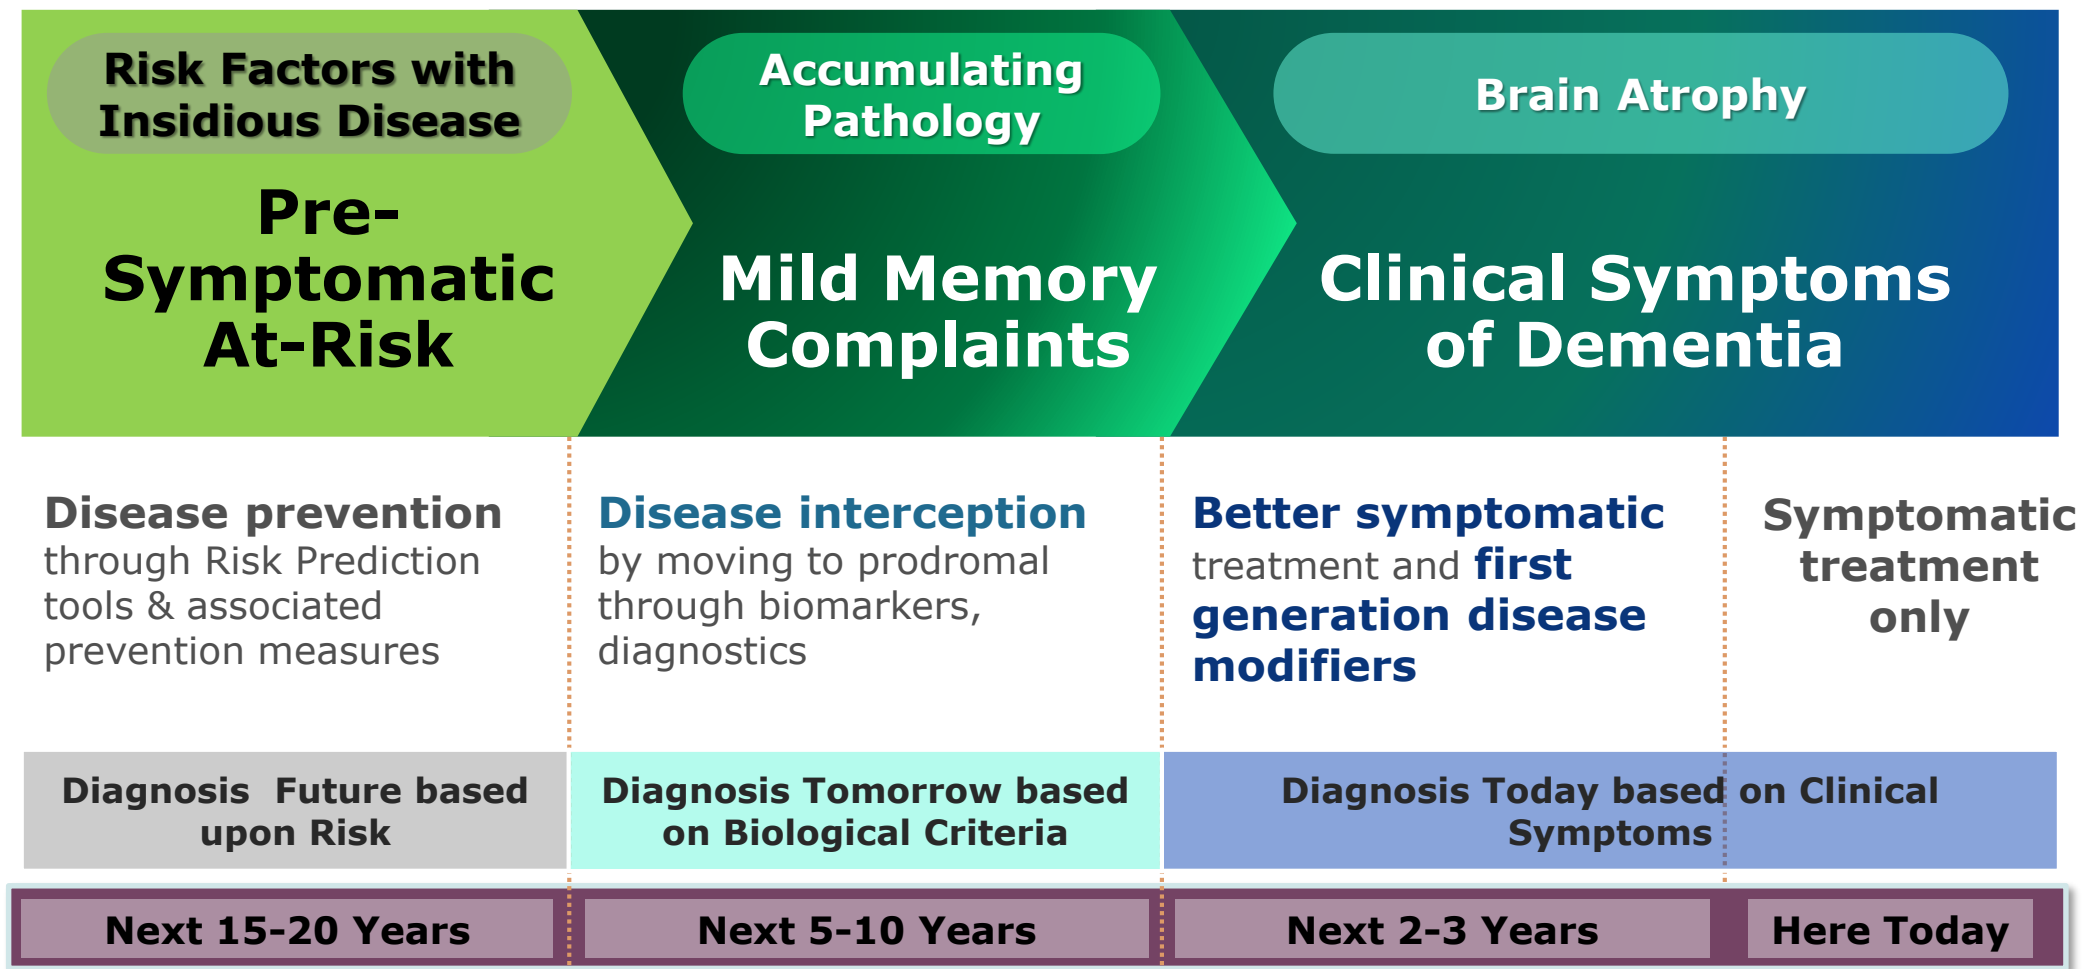 Risk Factors with
Insidious Disease
Pre-
Symptomatic
At-Risk
Accumulating
Pathology
Mild Memory
Complaints
Brain Atrophy
Clinical Symptoms
of Dementia
Disease prevention
through Risk Prediction
tools & associated
prevention measures
Disease interception
by moving to prodromal
through biomarkers,
diagnostics
Better symptomatic
treatment and first
generation disease
modifiers
Symptomatic
treatment
only
Diagnosis  Future based
upon Risk
Diagnosis Tomorrow based
on Biological Criteria
Diagnosis Today based on Clinical
Symptoms
Next 15-20 Years
Next 5-10 Years
Next 2-3 Years
Here Today